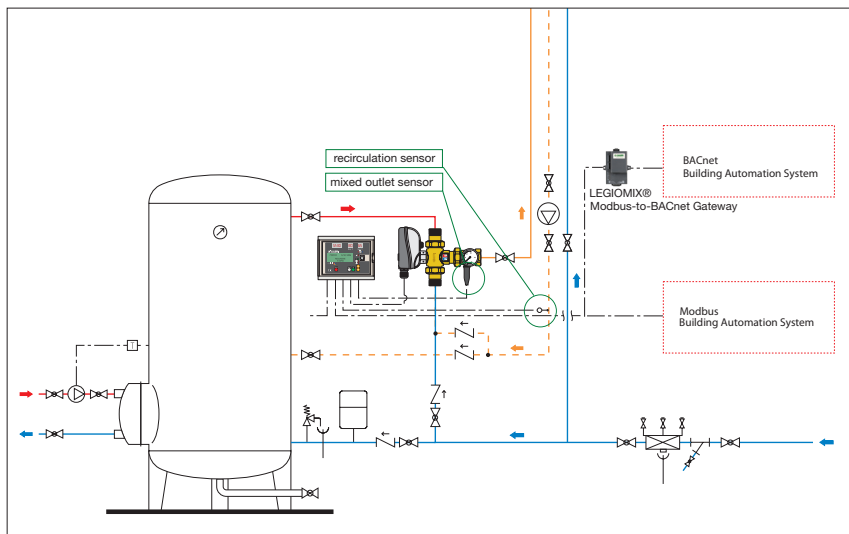 recirculation sensor
mixed outlet sensor
BACnet
Building Automation System
LEGIOMIX®
Modbus-to-BACnet Gateway
Modbus
Building Automation System
T